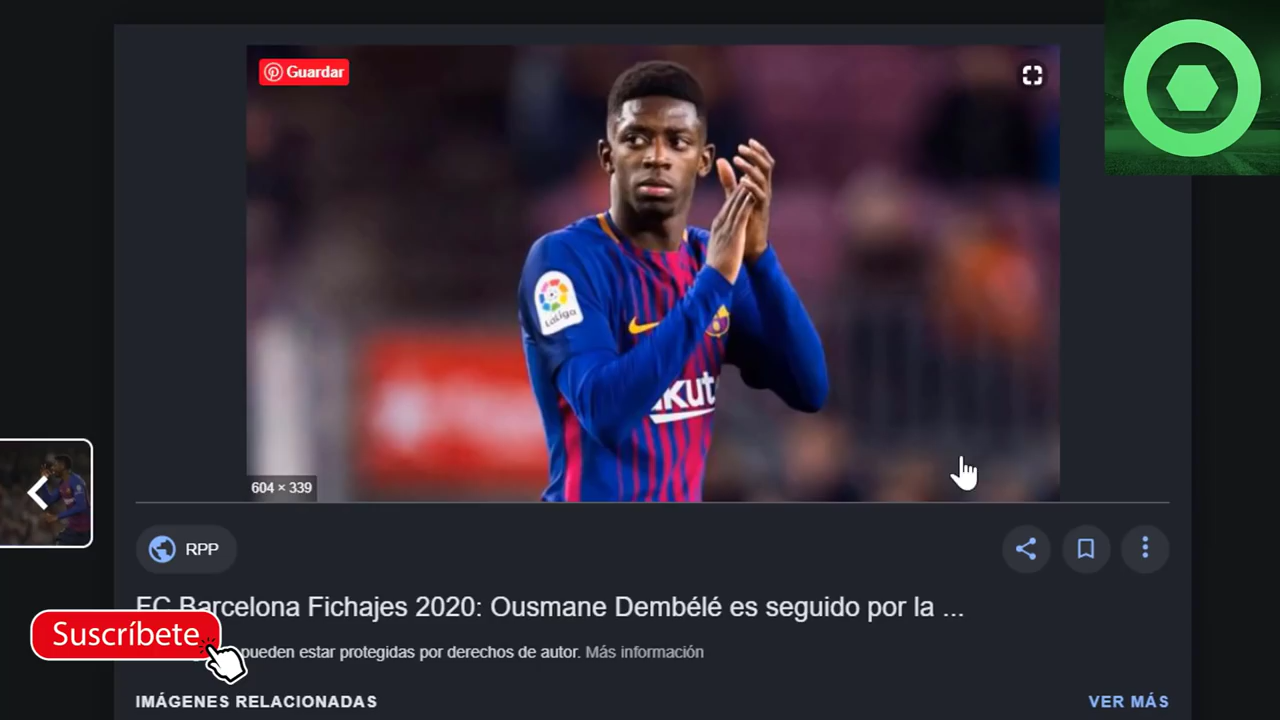 Guardar
LaLiga
akut
604 × 339
RPP
FC Barcelona Fichajes 2020: Ousmane Dembélé es seguido por la ...
Suscríbete
pueden estar protegidas por derechos de autor. Más información
IMÁGENES RELACIONADAS
VER MÁS